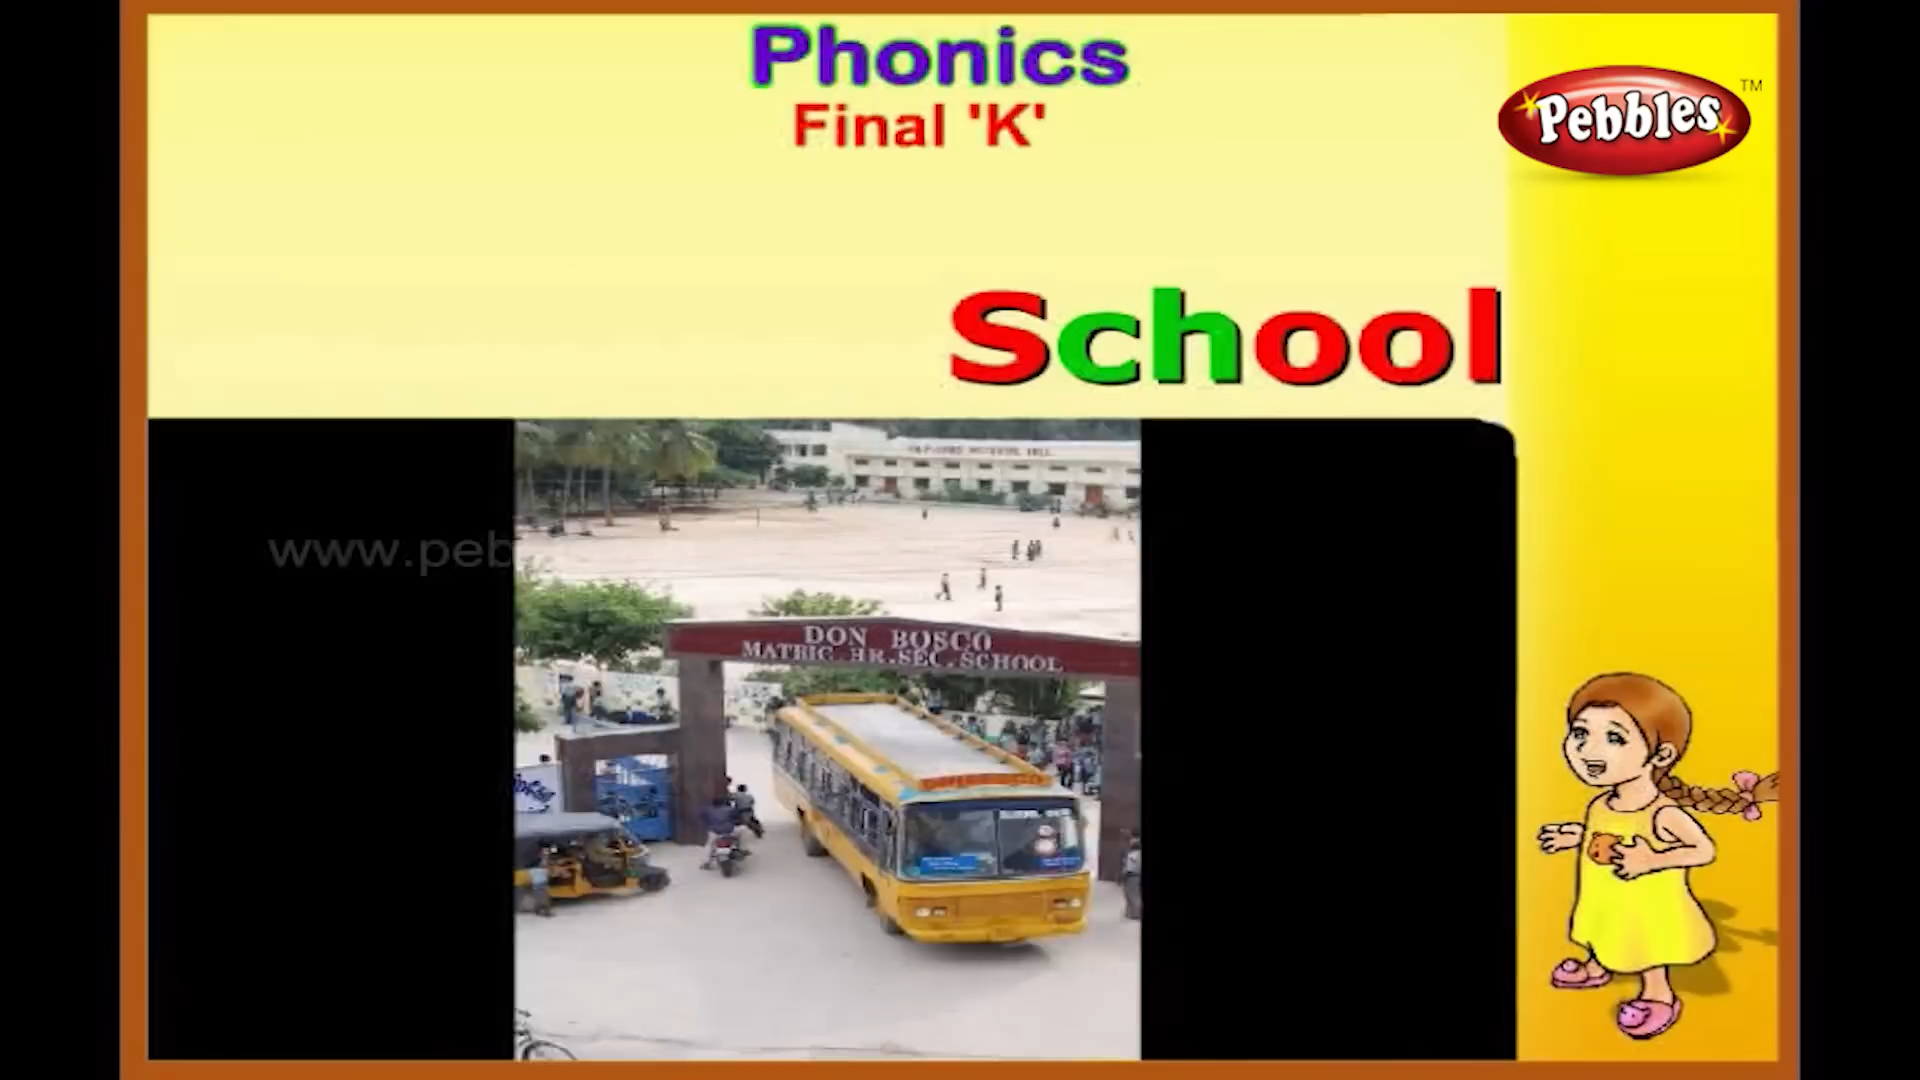 Phonics
Final 'K'
Pebbles TM
School
www.peb
DON BOSCO
MATRIC. HR.SEC. SCHOOL